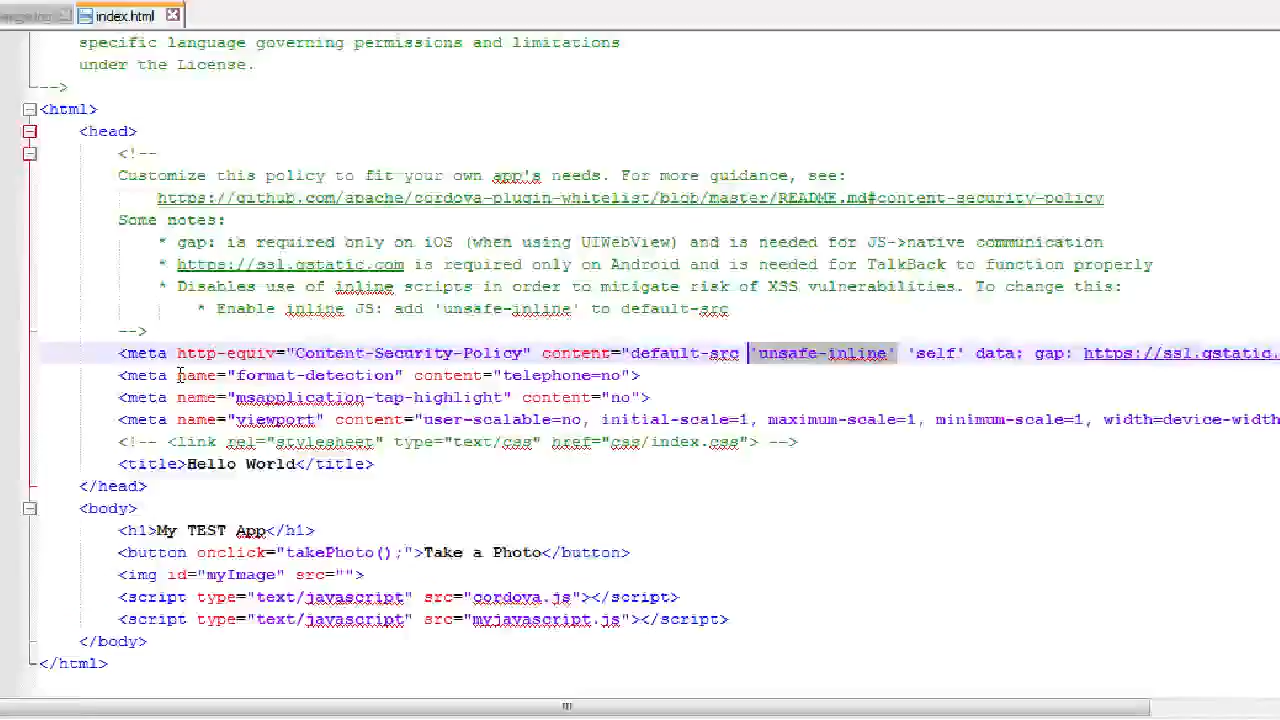 index.html
specific language governing permissions and limitations
under the License.
-->
<html>
<head>
<!--
Customize this policy to fit your own app's needs. For more guidance, see:
https://github.com/apache/cordova-plugin-whitelist/blob/master/README.md#content-security-policy
Some notes:
* gap: is required only on iOS (when using UIWebView) and is needed for JS->native communication
* https://ssl.gstatic.com is required only on Android and is needed for TalkBack to function properly
* Disables use of inline scripts in order to mitigate risk of XSS vulnerabilities. To change this:
* Enable inline JS: add 'unsafe-inline' to default-src
-->
<meta http-equiv="Content-Security-Policy" content="default-src 'unsafe-inline' 'self' data: gap: https://ssl.gstatic.
<meta name="format-detection" content="telephone=no">
<meta name="msapplication-tap-highlight" content="no">
<meta name="viewport" content="user-scalable=no, initial-scale=1, maximum-scale=1, minimum-scale=1, width=device-width
<!-- <link rel="stylesheet" type="text/css" href="css/index.css"> -->
<title>Hello World</title>
</head>
<body>
<h1>My TEST App</h1>
<button onclick="takePhoto();">Take a Photo</button>
<img id="myImage" src="">
<script type="text/javascript" src="cordova.js"></script>
<script type="text/javascript" src="myjavascript.js"></script>
</body>
</html>